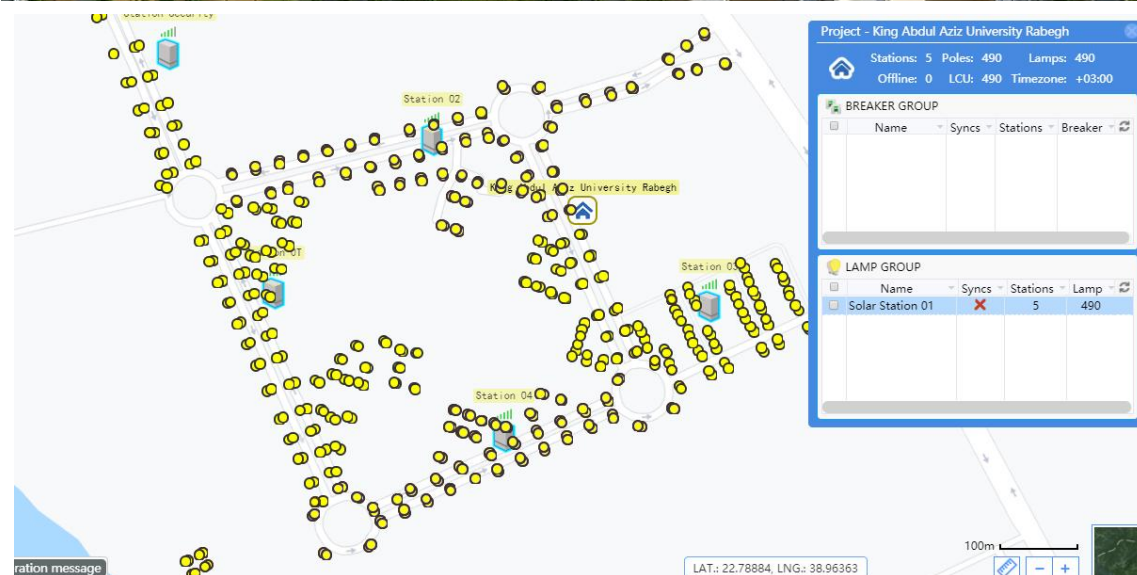 Station Security
Station 02
King Abdul Aziz University Rabegh
Station 03
Station 04
Project - King Abdul Aziz University Rabegh
Stations: 5 Poles: 490 Lamps: 490
Offline: 0 LCU: 490 Timezone: +03:00
BREAKER GROUP
Name Syncs Stations Breaker
LAMP GROUP
Name Syncs Stations Lamp
Solar Station 01 5 490
100m
ration message
LAT.: 22.78884, LNG.: 38.96363